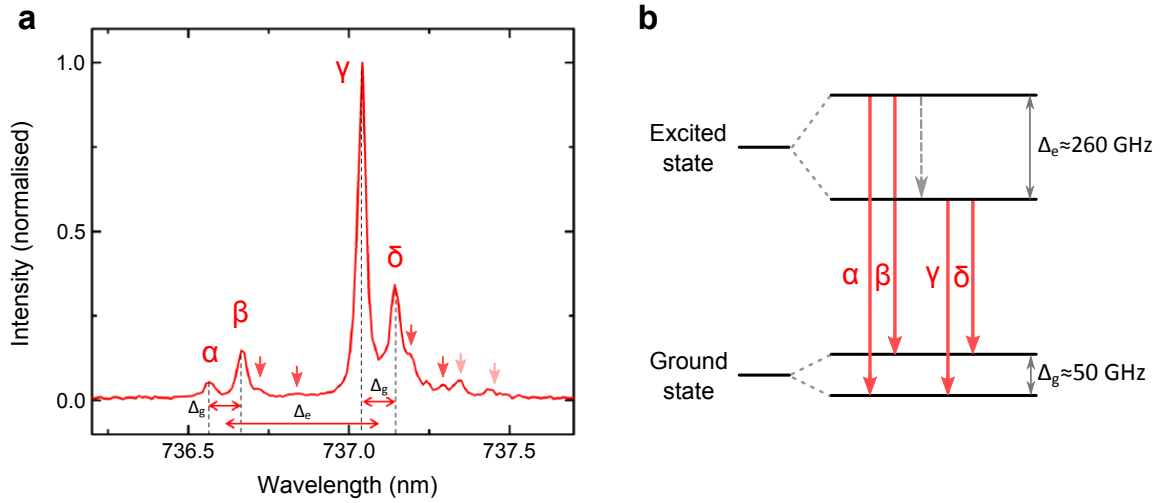 a
Intensity (normalised)
1.0
0.5
0.0
α
β
γ
δ
Δg
Δe
Δg
736.5
737.0
737.5
Wavelength (nm)
b
Excited
state
Δe≈260 GHz
α
β
γ
δ
Ground
state
Δg≈50 GHz